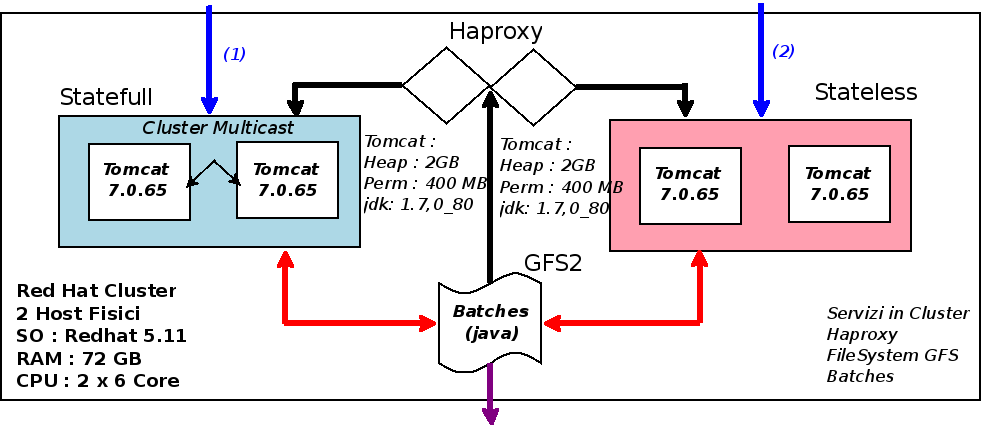 Haproxy
(1)
(2)
Statefull
Stateless
Cluster Multicast
Tomcat
7.0.65
Tomcat
7.0.65
Tomcat :
Heap : 2GB
Perm : 400 MB
jdk: 1.7,0_80
Tomcat :
Heap : 2GB
Perm : 400 MB
jdk: 1.7,0_80
Tomcat
7.0.65
Tomcat
7.0.65
GFS2
Batches
(java)
Red Hat Cluster
2 Host Fisici
SO : Redhat 5.11
RAM : 72 GB
CPU : 2 x 6 Core
Servizi in Cluster
Haproxy
FileSystem GFS
Batches